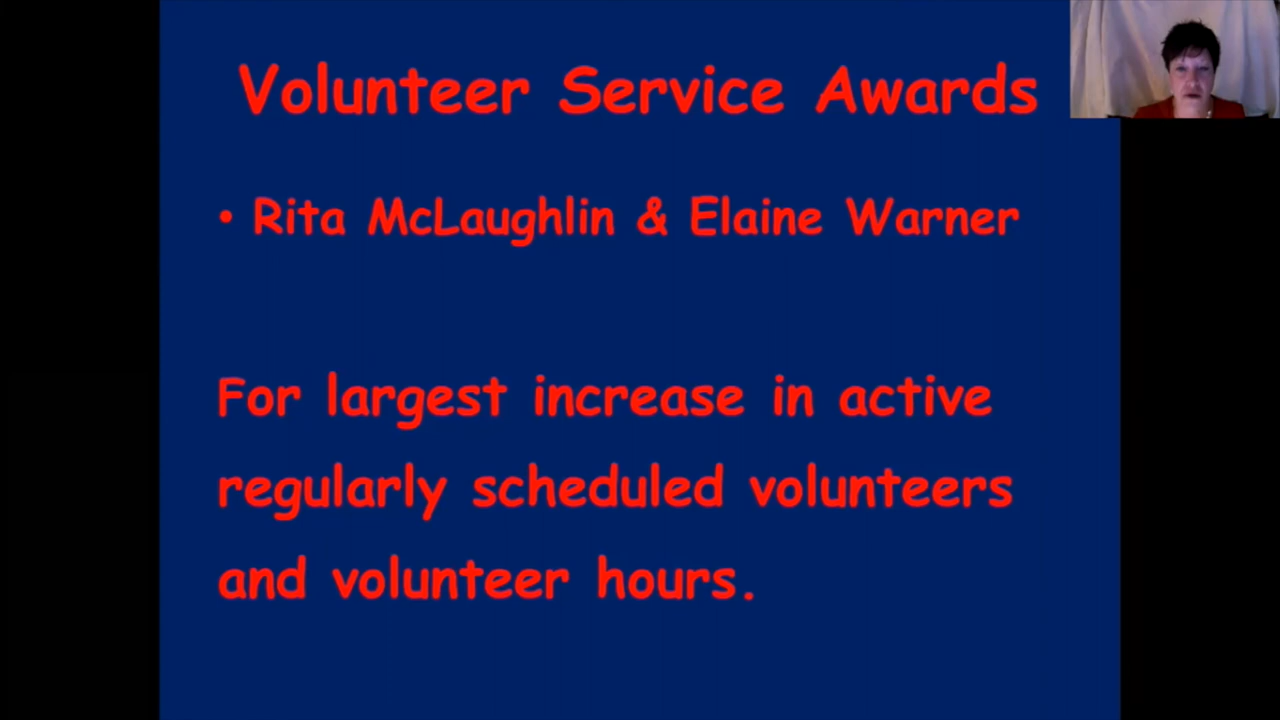 Volunteer Service Awards
• Rita McLaughlin & Elaine Warner
For largest increase in active
regularly scheduled volunteers
and volunteer hours.